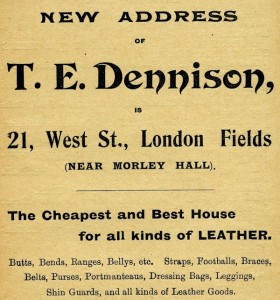 NEW ADDRESS
OF
T. E. Dennison,
IS
21, West St., London Fields
(NEAR MORLEY HALL).
The Cheapest and Best House
for all kinds of LEATHER.
Butts, Bends, Ranges, Bellys, etc. Straps, Footballs, Braces,
Belts, Purses, Portmanteaus, Dressing Bags, Leggings,
Shin Guards, and all kinds of Leather Goods.